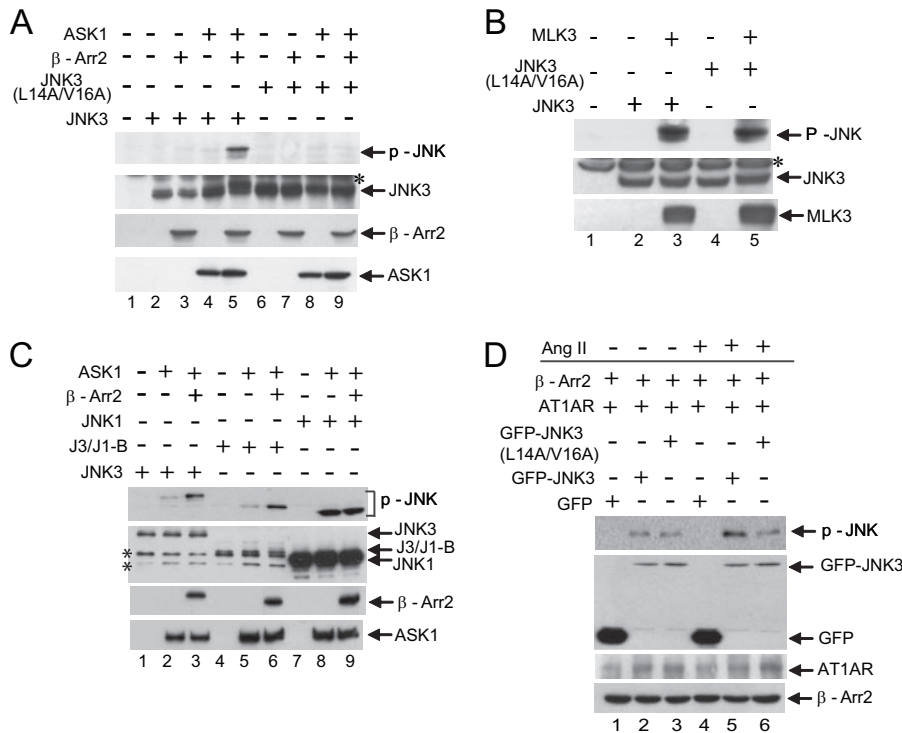 A
ASK1 - - - + + - - + +
β - Arr2 - - + - + - + - +
JNK3
(L14A/V16A) - - - - - + + + +
JNK3 - + + + + - - - -
p - JNK
*
JNK3
β - Arr2
ASK1
1 2 3 4 5 6 7 8 9
B
MLK3 - - + - +
JNK3
(L14A/V16A) - - - + +
JNK3 - + + - -
P -JNK
*
JNK3
MLK3
1 2 3 4 5
C
ASK1 - + + - + + - + +
β - Arr2 - - + - - + - - +
JNK1 - - - - - - + + +
J3/J1-B - - - + + + - - -
JNK3 + + + - - - - - -
p - JNK
JNK3
* J3/J1-B
* JNK1
β - Arr2
ASK1
1 2 3 4 5 6 7 8 9
D
Ang II - - - + + +
β - Arr2 + + + + + +
AT1AR + + + + + +
GFP-JNK3
(L14A/V16A) - - + - - +
GFP-JNK3 - + - - + -
GFP + - - + - -
p - JNK
GFP-JNK3
GFP
AT1AR
β - Arr2
1 2 3 4 5 6